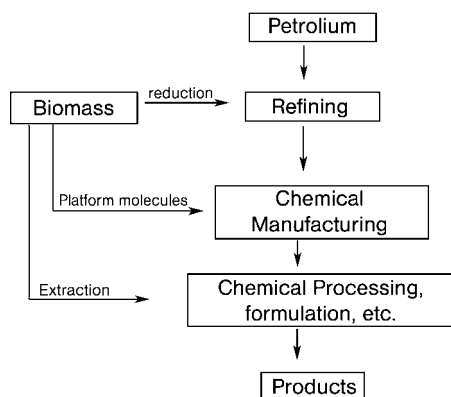 Petrolium
reduction
Biomass
Refining
Platform molecules
Chemical
Manufacturing
Extraction
Chemical Processing,
formulation, etc.
Products